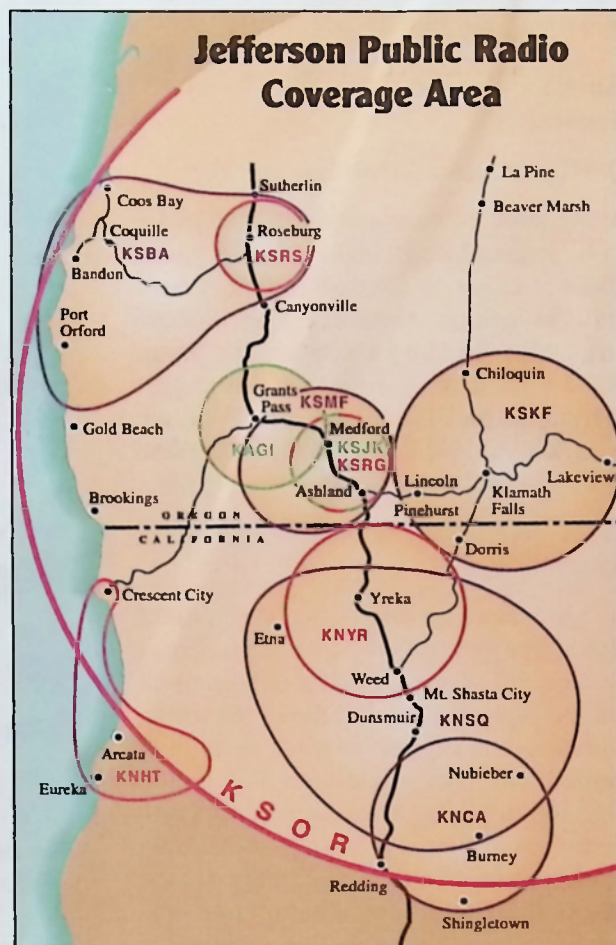 Jefferson Public Radio
Coverage Area
La Pine
Sutherlin
Coos Bay
Beaver Marsh
Coquille
KSBA
Roseburg
KSRS
Bandon
Canyonville
Port
Orford
Chiloquin
Grants
Pass
KSMF
KSKF
Gold Beach
Medford
KAGI
KSJK
KSRG
Lincoln
Lakeview
Ashland
Pinehurst
Klamath
Falls
Brookings
OREGON
CALIFORNIA
Dorris
Crescent City
Yreka
Etna
KNYR
Weed
Mt. Shasta City
Dunsmuir
KNSQ
Arcata
Eureka
KNHT
Nubieber
KSOR
KNCA
Burney
Redding
Shingletown